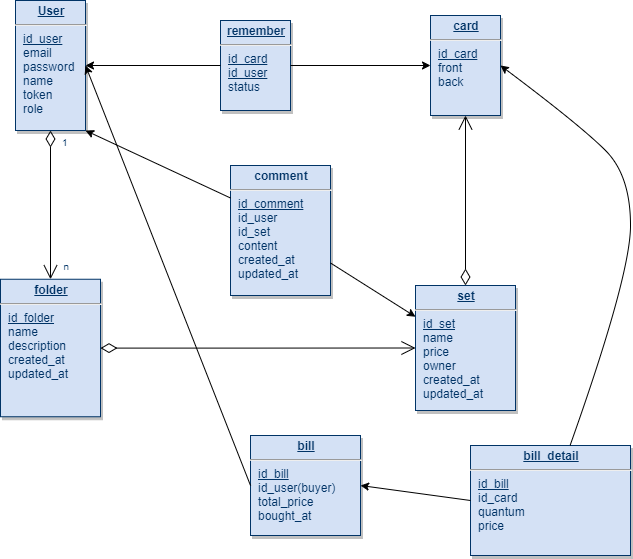 User
id_user
email
password
name
token
role
remember
id_card
id_user
status
card
id_card
front
back
1
n
comment
id_comment
id_user
id_set
content
created_at
updated_at
folder
id_folder
name
description
created_at
updated_at
set
id_set
name
price
owner
created_at
updated_at
bill
id_bill
id_user(buyer)
total_price
bought_at
bill_detail
id_bill
id_card
quantum
price